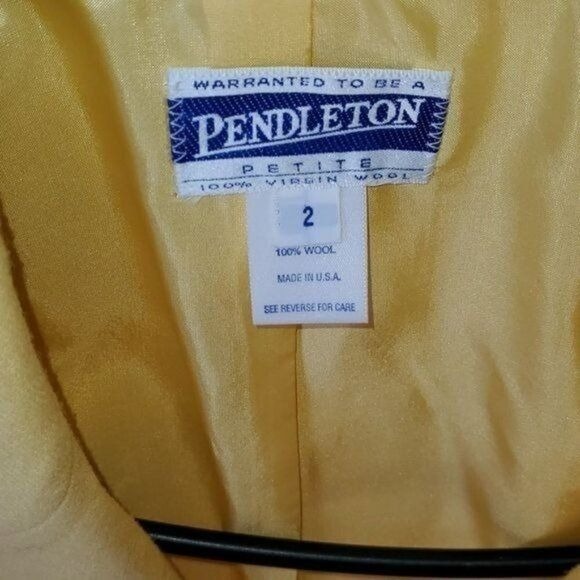 WARRANTED TO BE A
PENDLETON
PETITE
100% VIRGIN WOOL
2
100% WOOL
MADE IN U.S.A.
SEE REVERSE FOR CARE